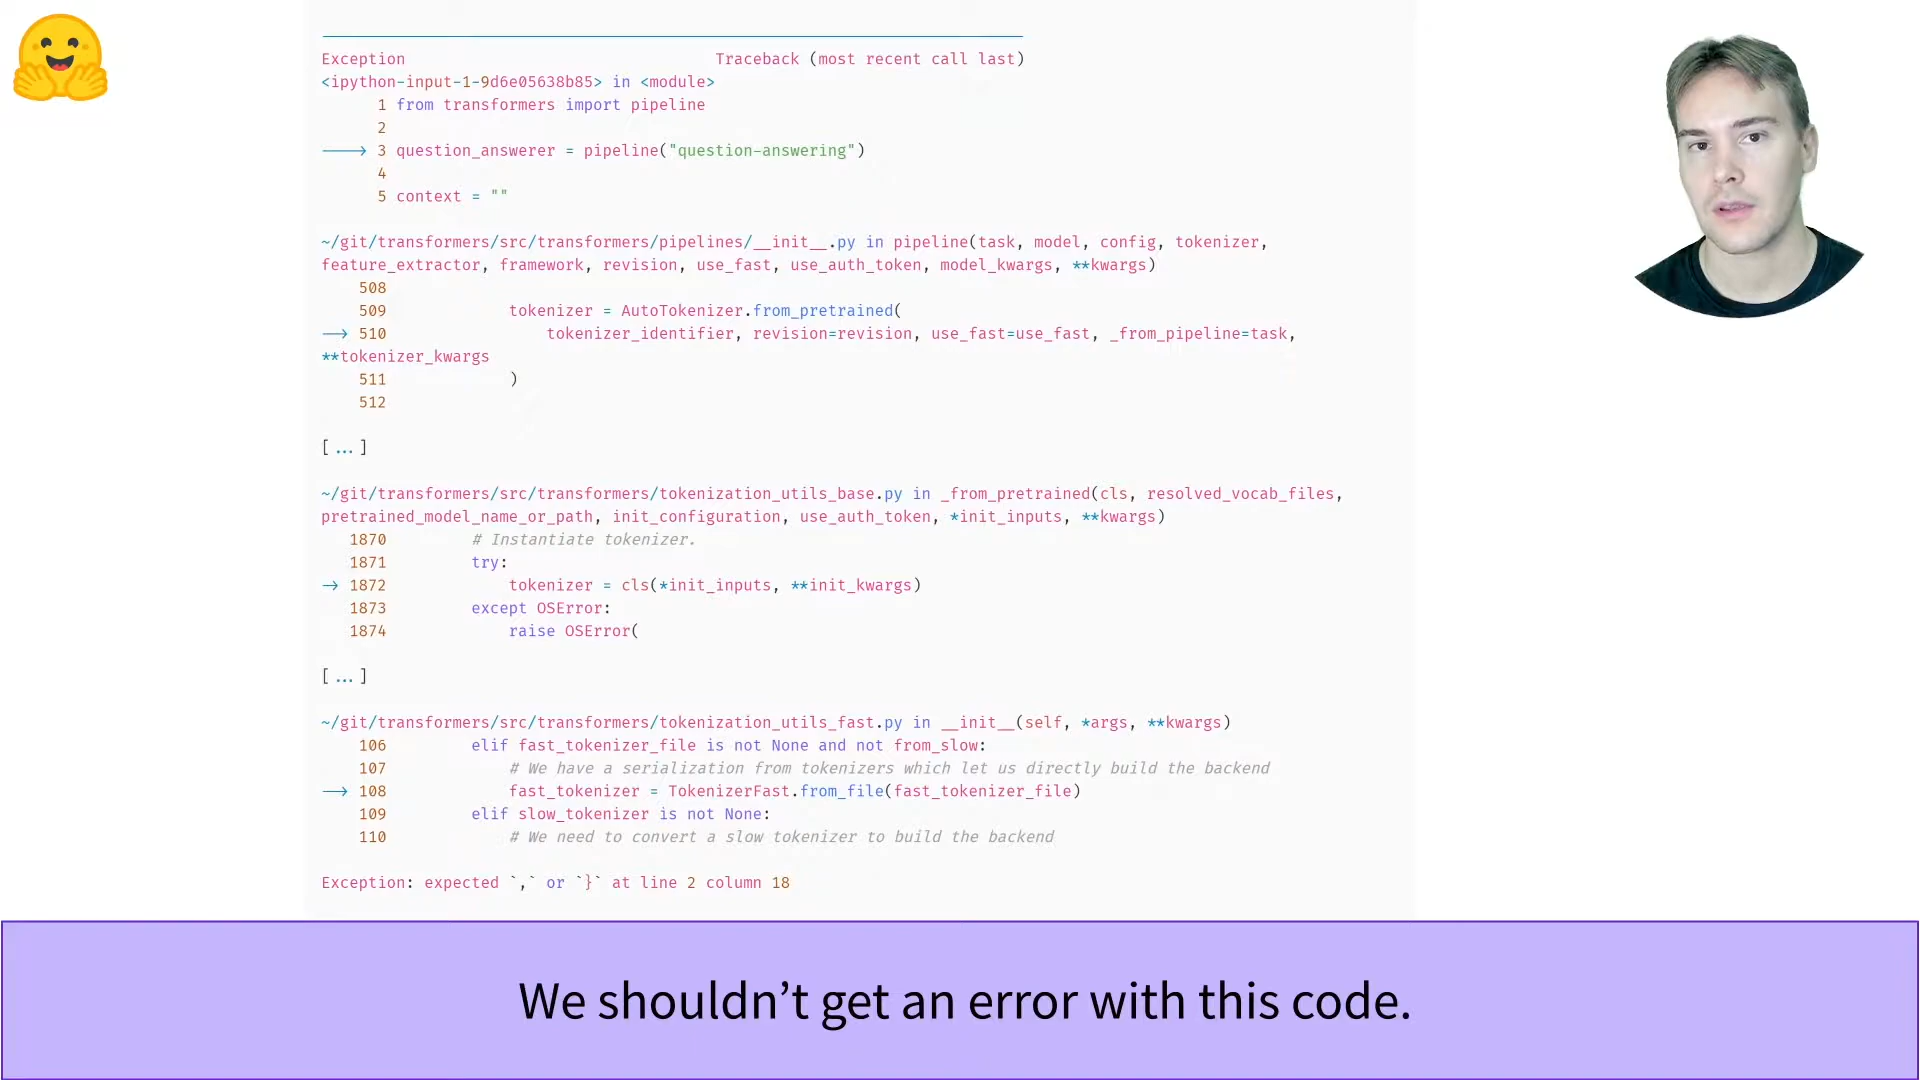 Exception Traceback (most recent call last)
<ipython-input-1-9d6e05638b85> in <module>
1 from transformers import pipeline
2
----> 3 question_answerer = pipeline("question-answering")
4
5 context = ""
~/git/transformers/src/transformers/pipelines/__init__.py in pipeline(task, model, config, tokenizer,
feature_extractor, framework, revision, use_fast, use_auth_token, model_kwargs, **kwargs)
508
509 tokenizer = AutoTokenizer.from_pretrained(
--> 510 tokenizer_identifier, revision=revision, use_fast=use_fast, _from_pipeline=task,
**tokenizer_kwargs
511 )
512
[ ... ]
~/git/transformers/src/transformers/tokenization_utils_base.py in _from_pretrained(cls, resolved_vocab_files,
pretrained_model_name_or_path, init_configuration, use_auth_token, *init_inputs, **kwargs)
1870 # Instantiate tokenizer.
1871 try:
-> 1872 tokenizer = cls(*init_inputs, **init_kwargs)
1873 except OSError:
1874 raise OSError(
[ ... ]
~/git/transformers/src/transformers/tokenization_utils_fast.py in __init__(self, *args, **kwargs)
106 elif fast_tokenizer_file is not None and not from_slow:
107 # We have a serialization from tokenizers which let us directly build the backend
--> 108 fast_tokenizer = TokenizerFast.from_file(fast_tokenizer_file)
109 elif slow_tokenizer is not None:
110 # We need to convert a slow tokenizer to build the backend
Exception: expected `,` or `}` at line 2 column 18
We shouldn’t get an error with this code.